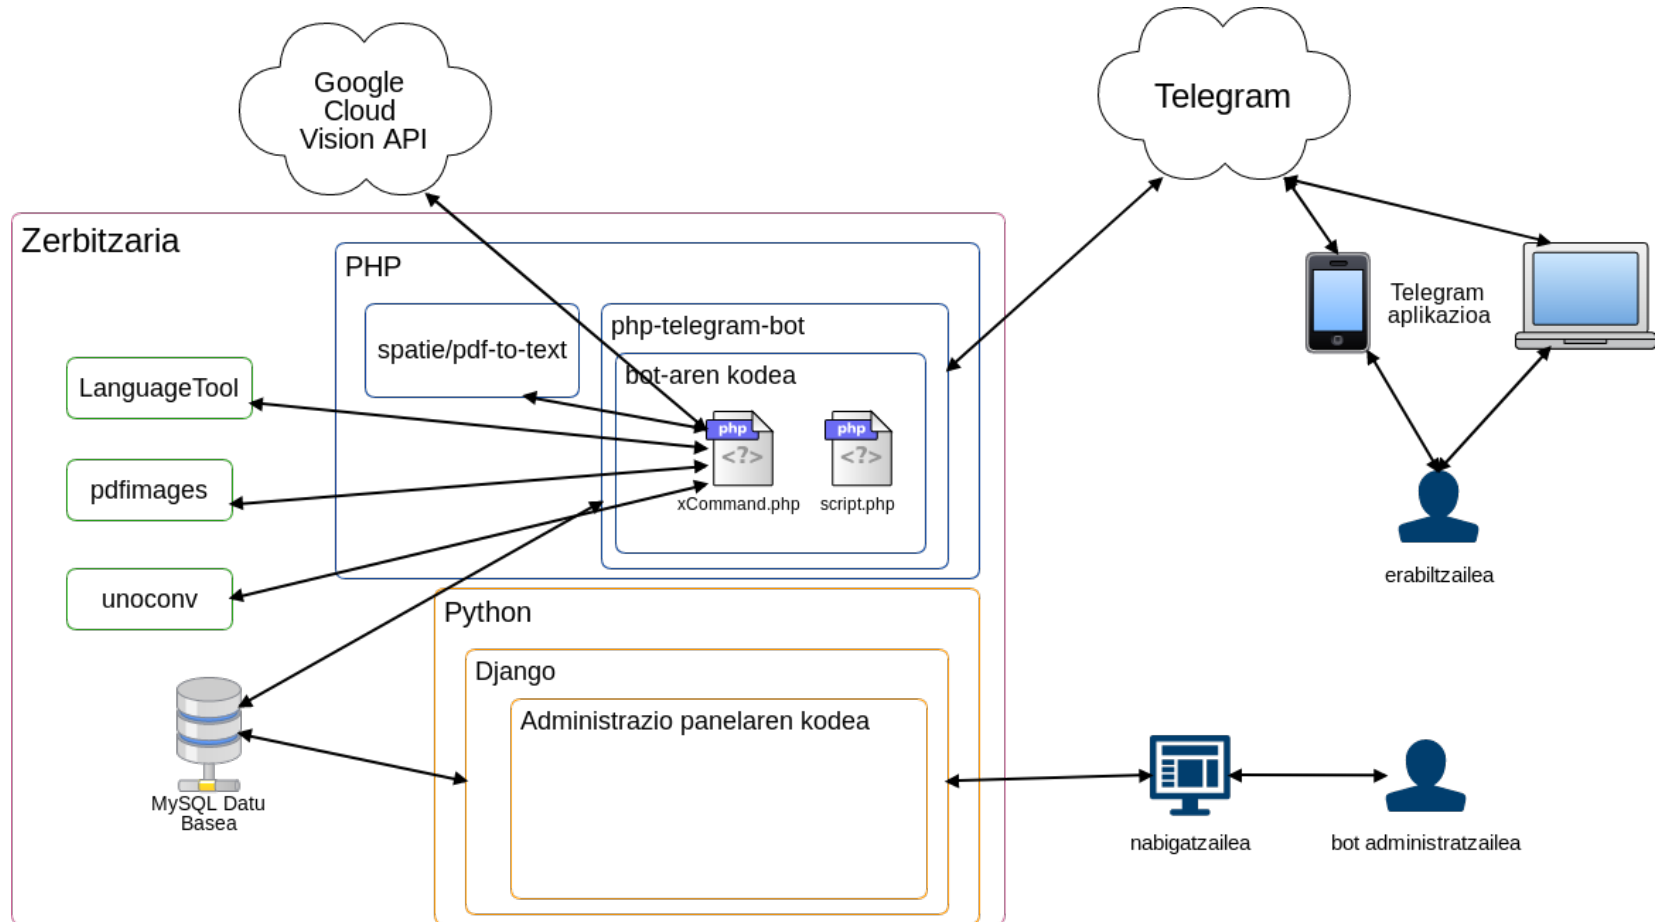 Google
Cloud
Vision API
Telegram
Zerbitzaria
PHP
spatie/pdf-to-text
php-telegram-bot
bot-aren kodea
php
<?>
xCommand.php
php
<?>
script.php
LanguageTool
pdfimages
unoconv
MySQL Datu
Basea
Python
Django
Administrazio panelaren kodea
Telegram
aplikazioa
erabiltzailea
nabigatzailea
bot administratzailea